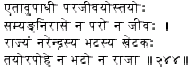 एतावुपाधी परजीवयोस्तयोः
सम्यङ्निरासे न परो न जीवः ।
राज्यं नरेन्द्रस्य भटस्य खेटकः
तयोरपोहे न भटो न राजा ॥ २४४॥